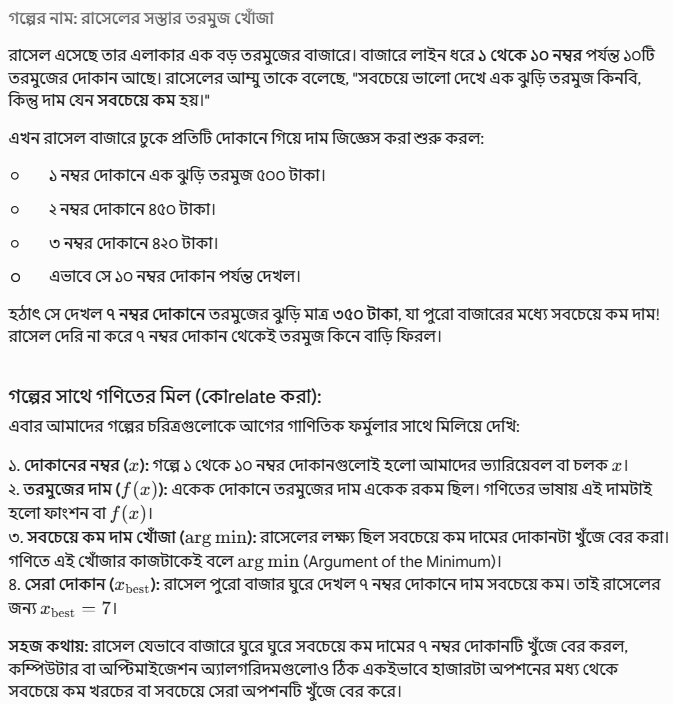 গল্পের নাম: রাসেলের সস্তার তরমুজ খোঁজা
রাসেল এসেছে তার এলাকার এক বড় তরমুজের বাজারে। বাজারে লাইন ধরে ১ থেকে ১০ নম্বর পর্যন্ত ১০টি
তরমুজের দোকান আছে। রাসেলের আম্মু তাকে বলেছে, "সবচেয়ে ভালো দেখে এক ঝুড়ি তরমুজ কিনবি,
কিন্তু দাম যেন সবচেয়ে কম হয়।"
এখন রাসেল বাজারে ঢুকে প্রতিটি দোকানে গিয়ে দাম জিজ্ঞেস করা শুরু করল:
○ ১ নম্বর দোকানে এক ঝুড়ি তরমুজ ৫০০ টাকা।
○ ২ নম্বর দোকানে ৪৫০ টাকা।
○ ৩ নম্বর দোকানে ৪২০ টাকা।
○ এভাবে সে ১০ নম্বর দোকান পর্যন্ত দেখল।
হঠাৎ সে দেখল ৭ নম্বর দোকানে তরমুজের ঝুড়ি মাত্র ৩৫০ টাকা, যা পুরো বাজারের মধ্যে সবচেয়ে কম দাম!
রাসেল দেরি না করে ৭ নম্বর দোকান থেকেই তরমুজ কিনে বাড়ি ফিরল।
গল্পের সাথে গণিতের মিল (কোrelate করা):
এবার আমাদের গল্পের চরিত্রগুলোকে আগের গাণিতিক ফর্মুলার সাথে মিলিয়ে দেখি:
১. দোকানের নম্বর (x): গল্পে ১ থেকে ১০ নম্বর দোকানগুলোই হলো আমাদের ভ্যারিয়েবল বা চলক x।
২. তরমুজের দাম (f(x)): একেক দোকানে তরমুজের দাম একেক রকম ছিল। গণিতের ভাষায় এই দামটাই
হলো ফাংশন বা f(x)।
৩. সবচেয়ে কম দাম খোঁজা (arg min): রাসেলের লক্ষ্য ছিল সবচেয়ে কম দামের দোকানটা খুঁজে বের করা।
গণিতে এই খোঁজার কাজটাকেই বলে arg min (Argument of the Minimum)।
৪. সেরা দোকান (x_best): রাসেল পুরো বাজার ঘুরে দেখল ৭ নম্বর দোকানে দাম সবচেয়ে কম। তাই রাসেলের
জন্য x_best = 7।
সহজ কথায়: রাসেল যেভাবে বাজারে ঘুরে ঘুরে সবচেয়ে কম দামের ৭ নম্বর দোকানটি খুঁজে বের করল,
কম্পিউটার বা অপ্টিমাইজেশন অ্যালগরিদমগুলোও ঠিক একইভাবে হাজারটা অপশনের মধ্য থেকে
সবচেয়ে কম খরচের বা সবচেয়ে সেরা অপশনটি খুঁজে বের করে।